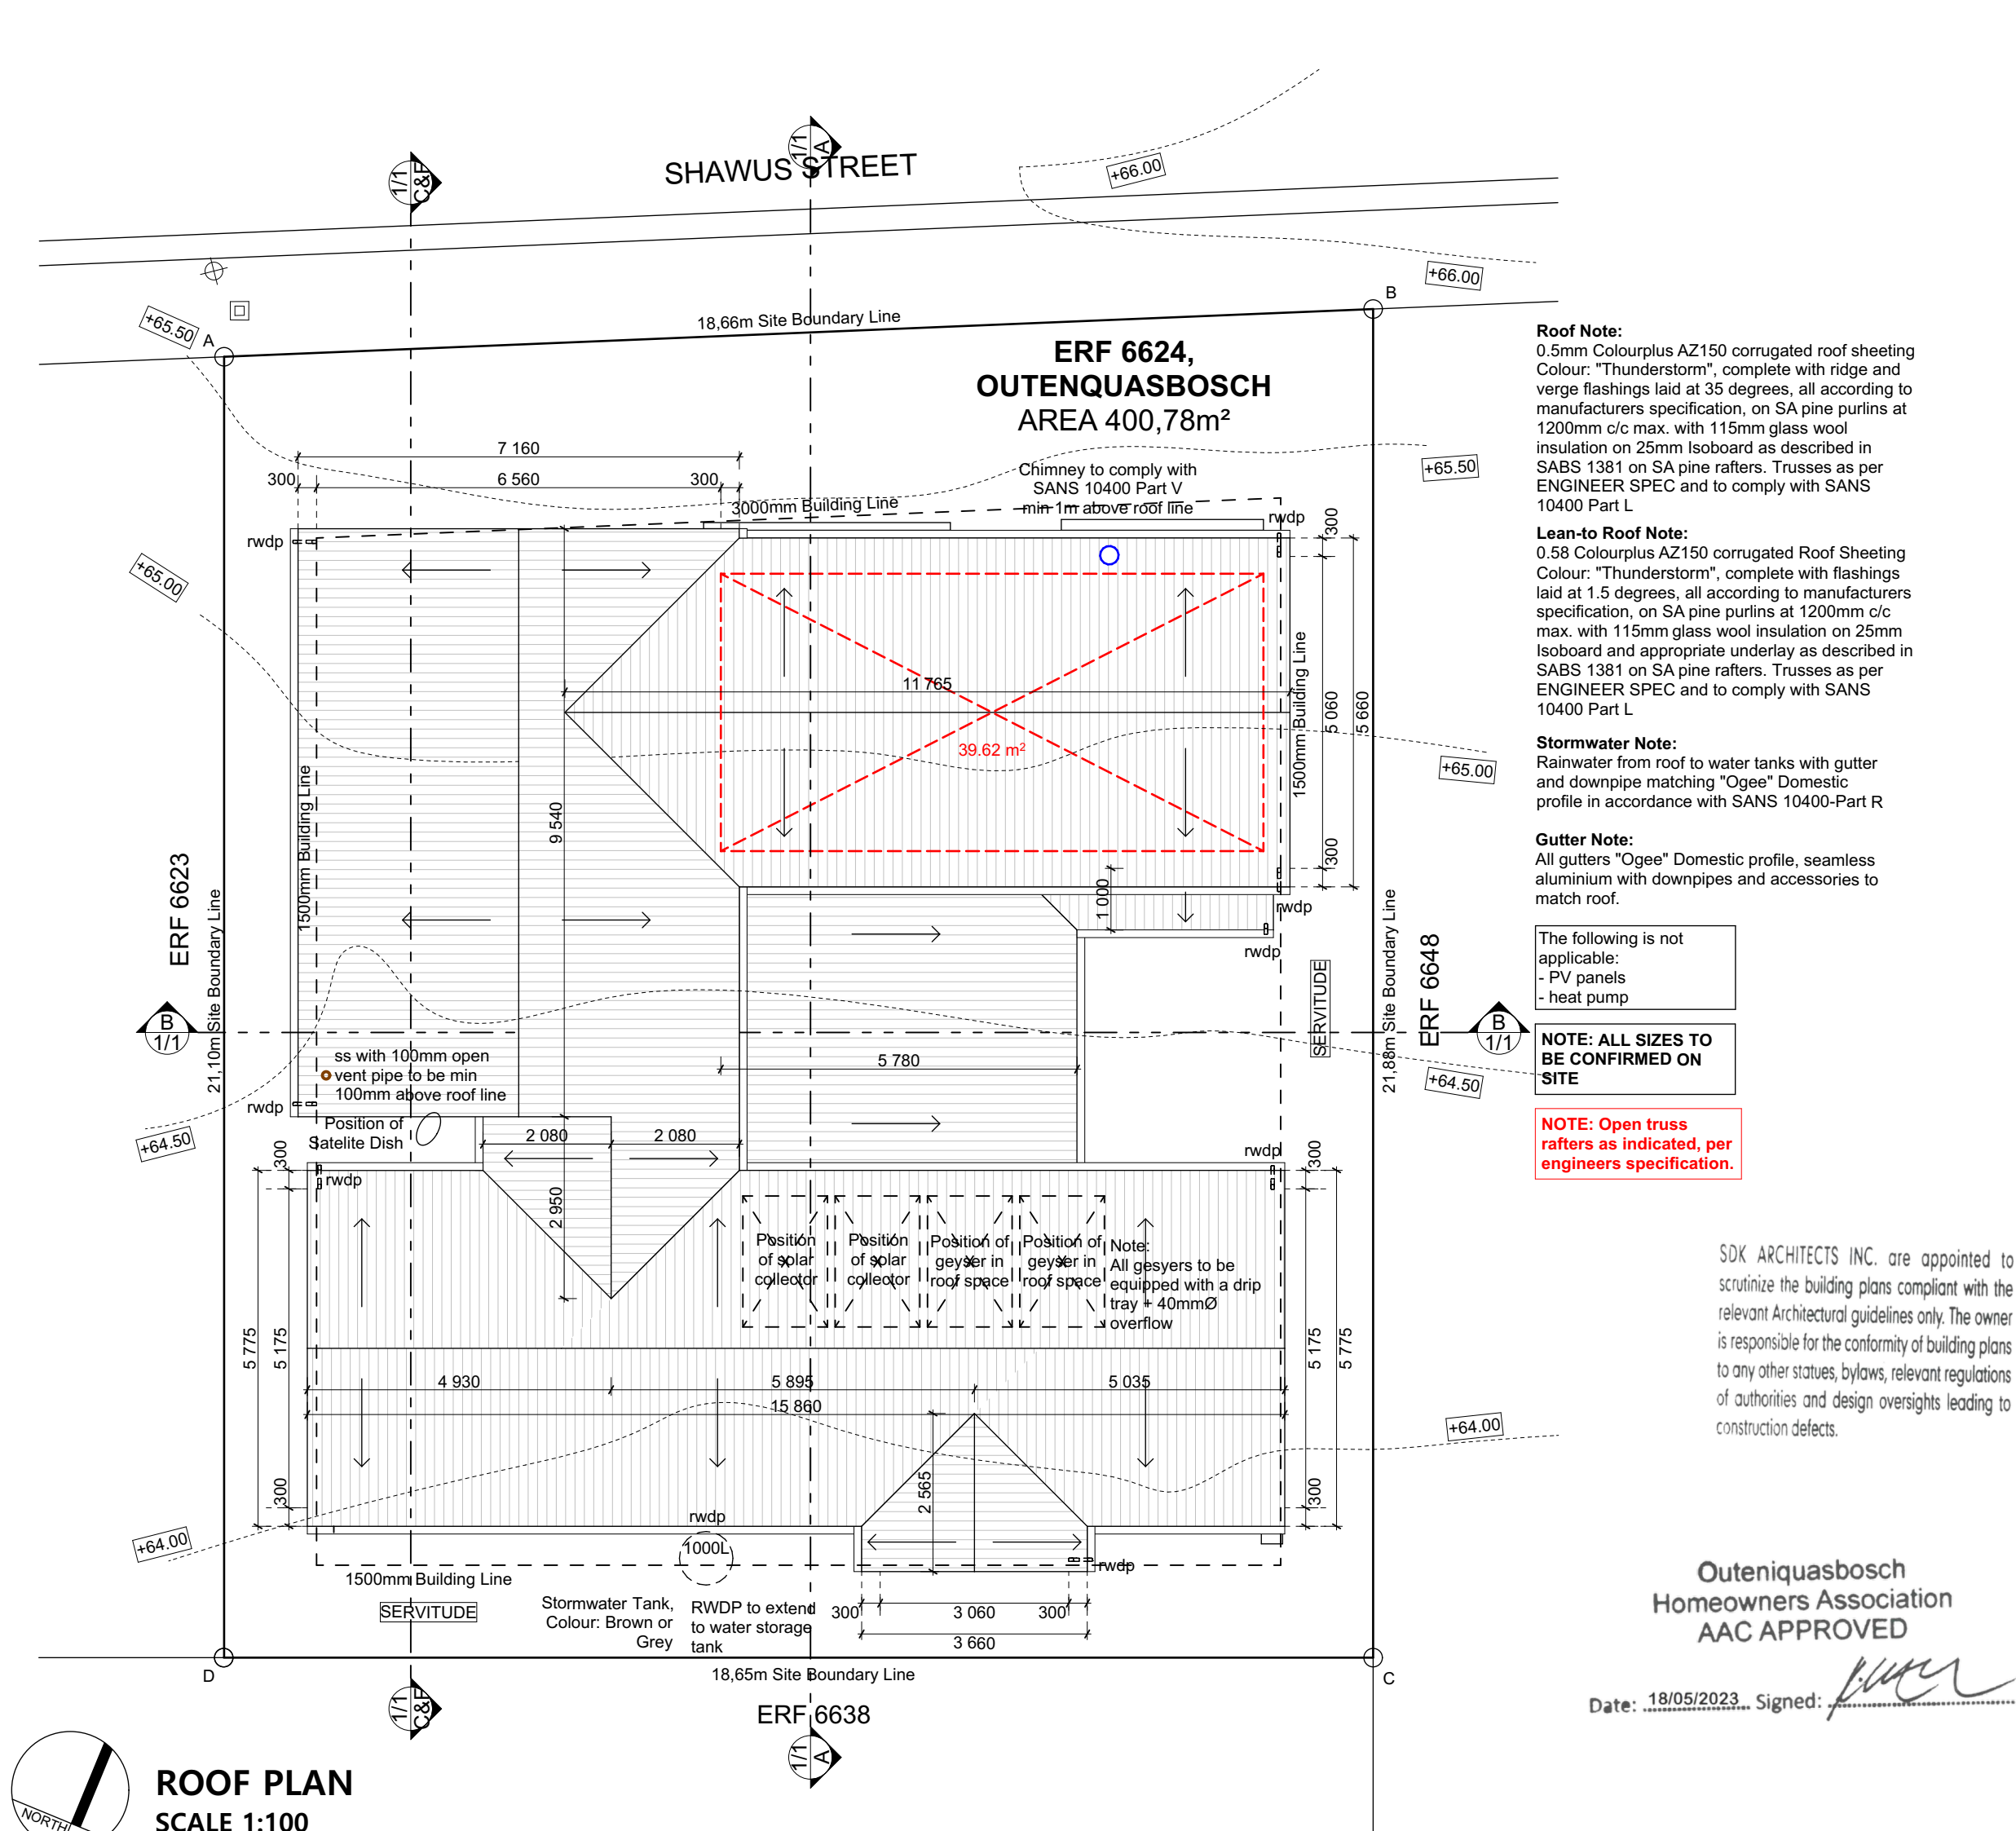 SHAWUS STREET
1/1
C&F
1/1
A
+66.00
+66.00
+65.50
A
B
18,66m Site Boundary Line
ERF 6624,
OUTENQUASBOSCH
AREA 400,78m²
7 160
300
6 560
300
3000mm Building Line
Chimney to comply with
SANS 10400 Part V
min 1m above roof line
+65.50
rwdp
rwdp
300
+65.00
11 765
39.62 m²
1500mm Building Line
5 060
5 660
+65.00
1500mm Building Line
9 540
300
1 000
rwdp
rwdp
ERF 6623
21,10m Site Boundary Line
SERVITUDE
21,88m Site Boundary Line
ERF 6648
B
1/1
B
1/1
5 780
ss with 100mm open
vent pipe to be min
100mm above roof line
rwdp
Position of
Satelite Dish
+64.50
+64.50
2 080
2 080
rwdp
300
300
rwdp
2 950
Position
of solar
collector
Position
of solar
collector
Position of
geyser in
roof space
Position of
geyser in
roof space
Note:
All gesyers to be
equipped with a drip
tray + 40mmØ
overflow
5 775
5 175
5 175
5 775
4 930
5 895
5 035
15 860
+64.00
2 565
300
300
rwdp
1000L
+64.00
rwdp
1500mm Building Line
SERVITUDE
Stormwater Tank,
Colour: Brown or
Grey
RWDP to extend
to water storage
tank
300
3 060
300
3 660
D
C
18,65m Site Boundary Line
1/1
C&F
ERF 6638
1/1
A
NORTH
ROOF PLAN
SCALE 1:100
Roof Note:
0.5mm Colourplus AZ150 corrugated roof sheeting
Colour: "Thunderstorm", complete with ridge and
verge flashings laid at 35 degrees, all according to
manufacturers specification, on SA pine purlins at
1200mm c/c max. with 115mm glass wool
insulation on 25mm Isoboard as described in
SABS 1381 on SA pine rafters. Trusses as per
ENGINEER SPEC and to comply with SANS
10400 Part L
Lean-to Roof Note:
0.58 Colourplus AZ150 corrugated Roof Sheeting
Colour: "Thunderstorm", complete with flashings
laid at 1.5 degrees, all according to manufacturers
specification, on SA pine purlins at 1200mm c/c
max. with 115mm glass wool insulation on 25mm
Isoboard and appropriate underlay as described in
SABS 1381 on SA pine rafters. Trusses as per
ENGINEER SPEC and to comply with SANS
10400 Part L
Stormwater Note:
Rainwater from roof to water tanks with gutter
and downpipe matching "Ogee" Domestic
profile in accordance with SANS 10400-Part R
Gutter Note:
All gutters "Ogee" Domestic profile, seamless
aluminium with downpipes and accessories to
match roof.
The following is not
applicable:
- PV panels
- heat pump
NOTE: ALL SIZES TO
BE CONFIRMED ON
SITE
NOTE: Open truss
rafters as indicated, per
engineers specification.
SDK ARCHITECTS INC. are appointed to
scrutinize the building plans compliant with the
relevant Architectural guidelines only. The owner
is responsible for the conformity of building plans
to any other statues, bylaws, relevant regulations
of authorities and design oversights leading to
construction defects.
Outeniquasbosch
Homeowners Association
AAC APPROVED
Date: 18/05/2023 Signed: